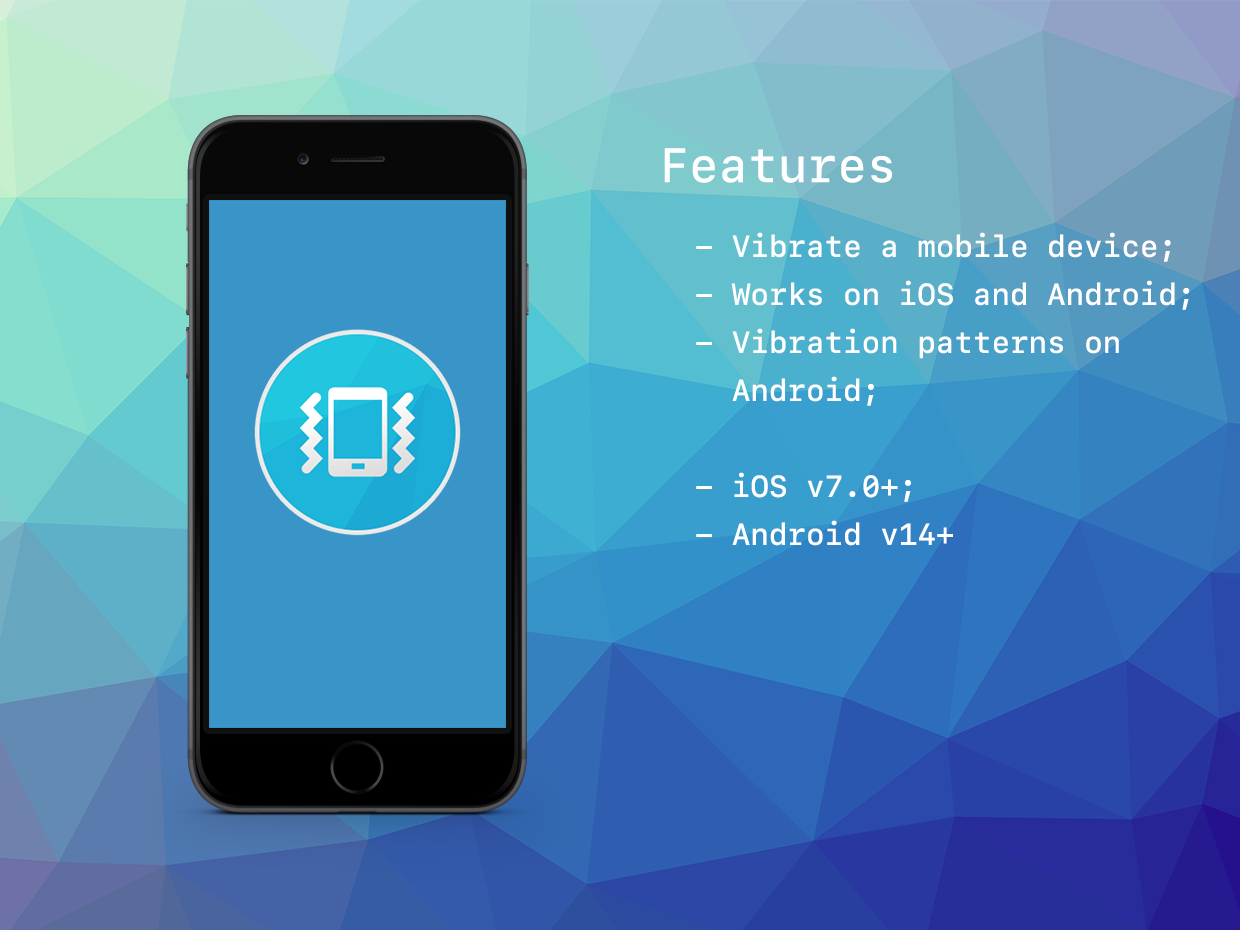 Features
– Vibrate a mobile device;
– Works on iOS and Android;
– Vibration patterns on
Android;
– iOS v7.0+;
– Android v14+